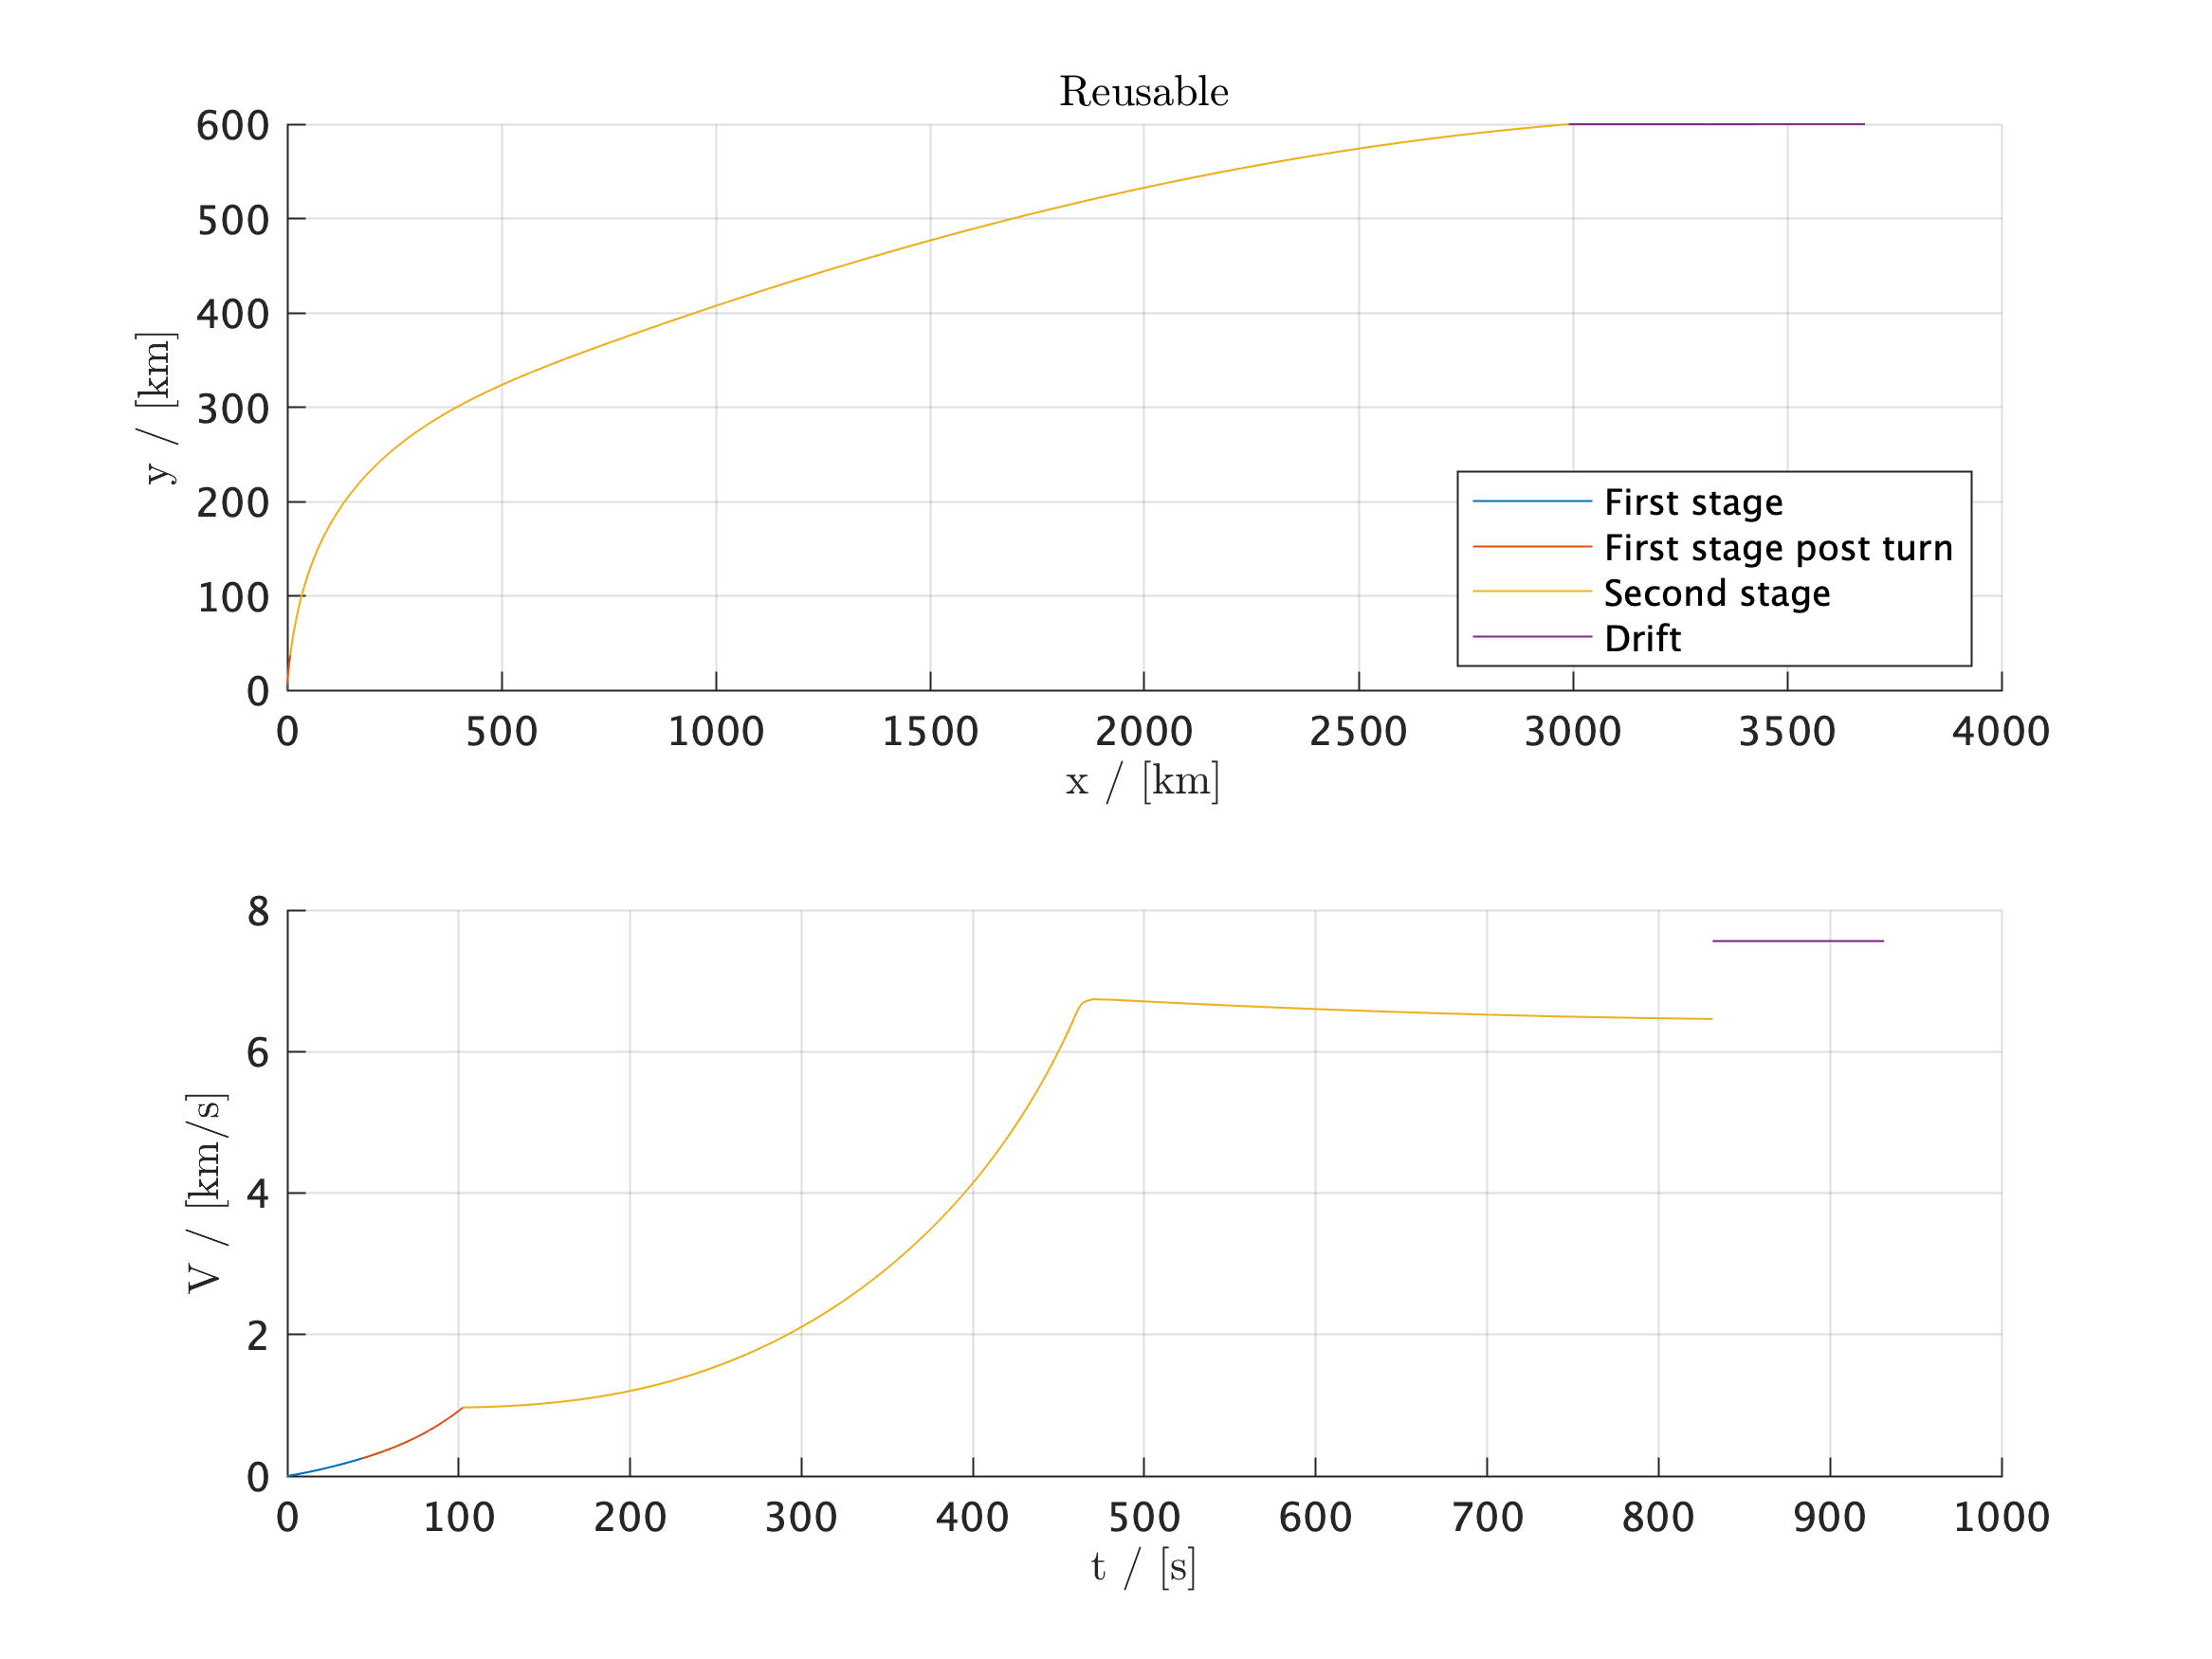 Reusable
600
500
400
300
200
100
0
y / [km]
First stage
First stage post turn
Second stage
Drift
0 500 1000 1500 2000 2500 3000 3500 4000
x / [km]
8
6
4
2
0
V / [km/s]
0 100 200 300 400 500 600 700 800 900 1000
t / [s]